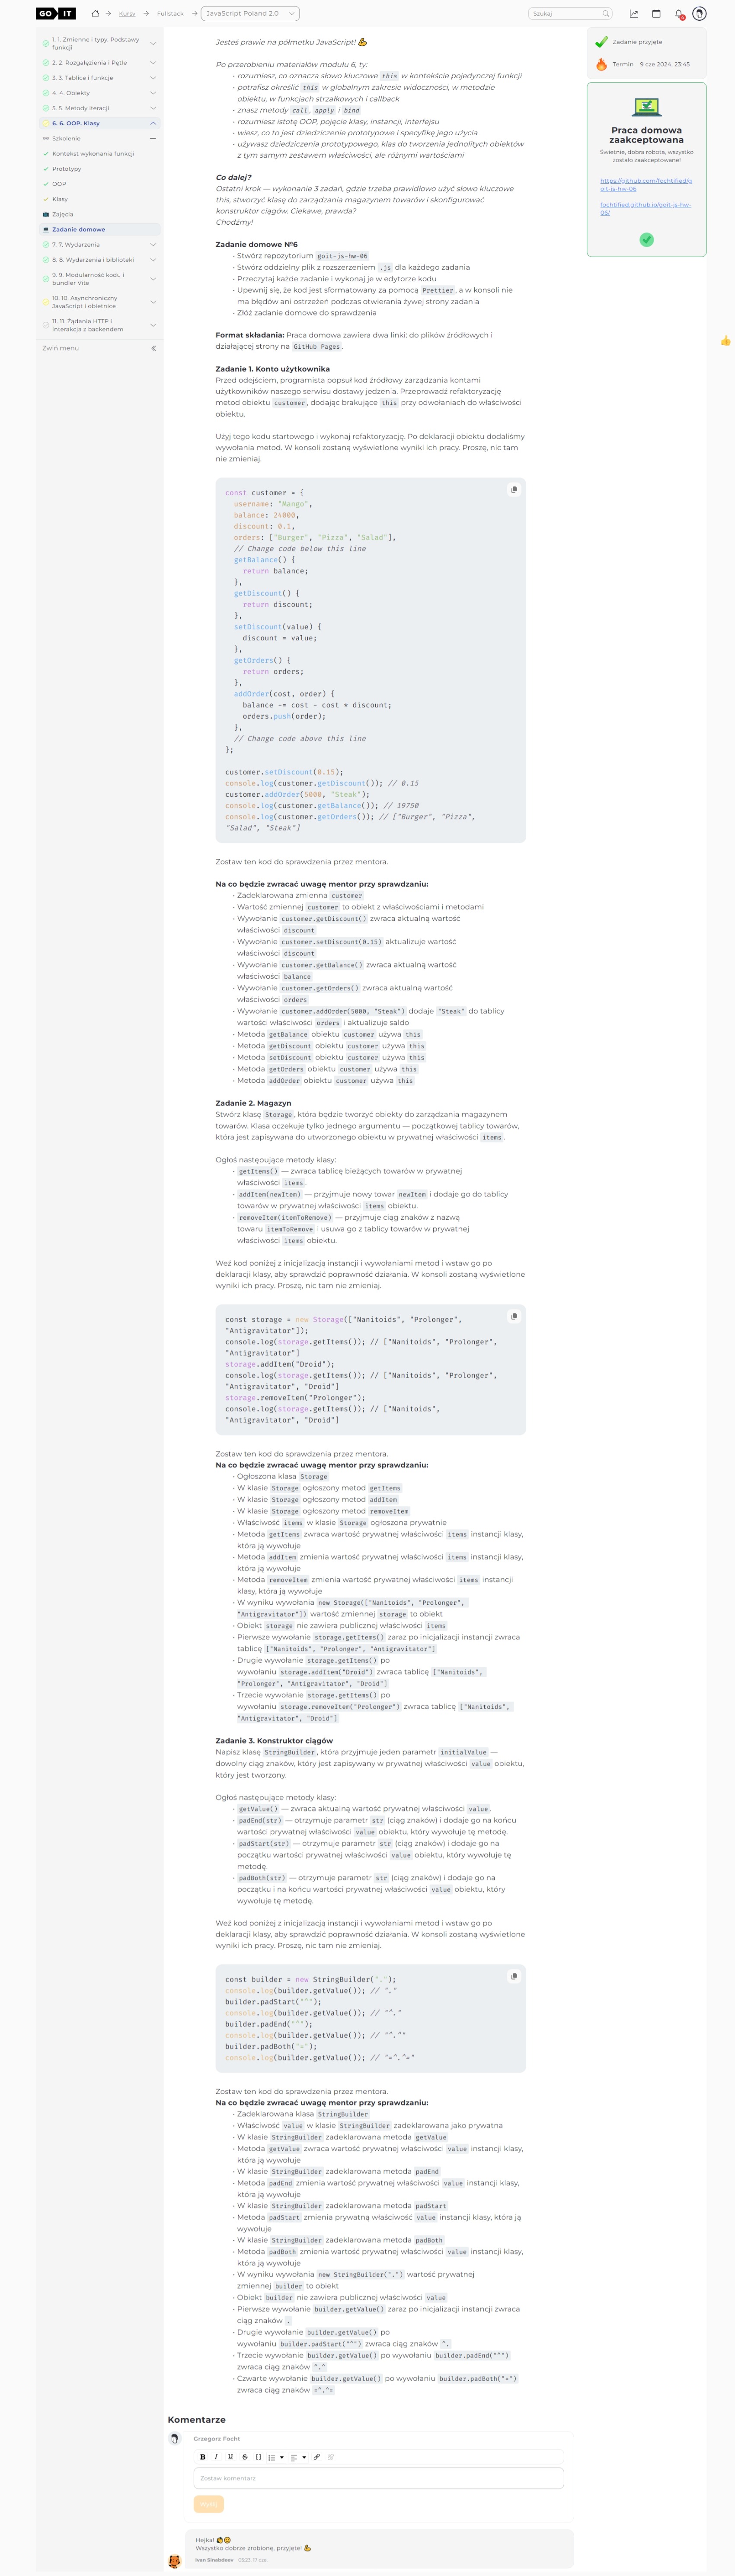 GO IT
Kursy
Fullstack
JavaScript Poland 2.0
Szukaj
1. 1. Zmienne i typy. Podstawy
funkcji
2. 2. Rozgałęzienia i Pętle
3. 3. Tablice i funkcje
4. 4. Obiekty
5. 5. Metody iteracji
6. 6. OOP. Klasy
Szkolenie
Kontekst wykonania funkcji
Prototypy
OOP
Klasy
Zajęcia
Zadanie domowe
7. 7. Wydarzenia
8. 8. Wydarzenia i biblioteki
9. 9. Modularność kodu i
bundler Vite
10. 10. Asynchroniczny
JavaScript i obietnice
11. 11. Żądania HTTP i
interakcja z backendem
Zwiń menu
Jesteś prawie na półmetku JavaScript! 💪
Po przerobieniu materiałów modułu 6, ty:
• rozumiesz, co oznacza słowo kluczowe this w kontekście pojedynczej funkcji
• potrafisz określić this w globalnym zakresie widoczności, w metodzie
obiektu, w funkcjach strzałkowych i callback
• znasz metody call, apply i bind
• rozumiesz istotę OOP, pojęcie klasy, instancji, interfejsu
• wiesz, co to jest dziedziczenie prototypowe i specyfikę jego użycia
• używasz dziedziczenia prototypowego, klas do tworzenia jednolitych obiektów
z tym samym zestawem właściwości, ale różnymi wartościami
Co dalej?
Ostatni krok — wykonanie 3 zadań, gdzie trzeba prawidłowo użyć słowo kluczowe
this, stworzyć klasę do zarządzania magazynem towarów i skonfigurować
konstruktor ciągów. Ciekawe, prawda?
Chodźmy!
Zadanie domowe №6
• Stwórz repozytorium goit-js-hw-06
• Stwórz oddzielny plik z rozszerzeniem .js dla każdego zadania
• Przeczytaj każde zadanie i wykonaj je w edytorze kodu
• Upewnij się, że kod jest sformatowany za pomocą Prettier, a w konsoli nie
ma błędów ani ostrzeżeń podczas otwierania żywej strony zadania
• Złóż zadanie domowe do sprawdzenia
Format składania: Praca domowa zawiera dwa linki: do plików źródłowych i
działającej strony na GitHub Pages.
Zadanie 1. Konto użytkownika
Przed odejściem, programista popsuł kod źródłowy zarządzania kontami
użytkowników naszego serwisu dostawy jedzenia. Przeprowadź refaktoryzację
metod obiektu customer, dodając brakujące this przy odwołaniach do właściwości
obiektu.
Użyj tego kodu startowego i wykonaj refaktoryzację. Po deklaracji obiektu dodaliśmy
wywołania metod. W konsoli zostaną wyświetlone wyniki ich pracy. Proszę, nic tam
nie zmieniaj.
const customer = {
username: "Mango",
balance: 24000,
discount: 0.1,
orders: ["Burger", "Pizza", "Salad"],
// Change code below this line
getBalance() {
return balance;
},
getDiscount() {
return discount;
},
setDiscount(value) {
discount = value;
},
getOrders() {
return orders;
},
addOrder(cost, order) {
balance -= cost - cost * discount;
orders.push(order);
},
// Change code above this line
};
customer.setDiscount(0.15);
console.log(customer.getDiscount()); // 0.15
customer.addOrder(5000, "Steak");
console.log(customer.getBalance()); // 19750
console.log(customer.getOrders()); // ["Burger", "Pizza",
"Salad", "Steak"]
Zostaw ten kod do sprawdzenia przez mentora.
Na co będzie zwracać uwagę mentor przy sprawdzaniu:
• Zadeklarowana zmienna customer
• Wartość zmiennej customer to obiekt z właściwościami i metodami
• Wywołanie customer.getDiscount() zwraca aktualną wartość
właściwości discount
• Wywołanie customer.setDiscount(0.15) aktualizuje wartość
właściwości discount
• Wywołanie customer.getBalance() zwraca aktualną wartość
właściwości balance
• Wywołanie customer.getOrders() zwraca aktualną wartość
właściwości orders
• Wywołanie customer.addOrder(5000, "Steak") dodaje "Steak" do tablicy
wartości właściwości orders i aktualizuje saldo
• Metoda getBalance obiektu customer używa this
• Metoda getDiscount obiektu customer używa this
• Metoda setDiscount obiektu customer używa this
• Metoda getOrders obiektu customer używa this
• Metoda addOrder obiektu customer używa this
Zadanie 2. Magazyn
Stwórz klasę Storage, która będzie tworzyć obiekty do zarządzania magazynem
towarów. Klasa oczekuje tylko jednego argumentu — początkowej tablicy towarów,
która jest zapisywana do utworzonego obiektu w prywatnej właściwości items.
Ogłoś następujące metody klasy:
• getItems() — zwraca tablicę bieżących towarów w prywatnej
właściwości items.
• addItem(newItem) — przyjmuje nowy towar newItem i dodaje go do tablicy
towarów w prywatnej właściwości items obiektu.
• removeItem(itemToRemove) — przyjmuje ciąg znaków z nazwą
towaru itemToRemove i usuwa go z tablicy towarów w prywatnej
właściwości items obiektu.
Weź kod poniżej z inicjalizacją instancji i wywołaniami metod i wstaw go po
deklaracji klasy, aby sprawdzić poprawność działania. W konsoli zostaną wyświetlone
wyniki ich pracy. Proszę, nic tam nie zmieniaj.
const storage = new Storage(["Nanitoids", "Prolonger",
"Antigravitator"]);
console.log(storage.getItems()); // ["Nanitoids", "Prolonger",
"Antigravitator"]
storage.addItem("Droid");
console.log(storage.getItems()); // ["Nanitoids", "Prolonger",
"Antigravitator", "Droid"]
storage.removeItem("Prolonger");
console.log(storage.getItems()); // ["Nanitoids",
"Antigravitator", "Droid"]
Zostaw ten kod do sprawdzenia przez mentora.
Na co będzie zwracać uwagę mentor przy sprawdzaniu:
• Ogłoszona klasa Storage
• W klasie Storage ogłoszony metod getItems
• W klasie Storage ogłoszony metod addItem
• W klasie Storage ogłoszony metod removeItem
• Właściwość items w klasie Storage ogłoszona prywatnie
• Metoda getItems zwraca wartość prywatnej właściwości items instancji klasy,
która ją wywołuje
• Metoda addItem zmienia wartość prywatnej właściwości items instancji klasy,
która ją wywołuje
• Metoda removeItem zmienia wartość prywatnej właściwości items instancji
klasy, która ją wywołuje
• W wyniku wywołania new Storage(["Nanitoids", "Prolonger",
"Antigravitator"]) wartość zmiennej storage to obiekt
• Obiekt storage nie zawiera publicznej właściwości items
• Pierwsze wywołanie storage.getItems() zaraz po inicjalizacji instancji zwraca
tablicę ["Nanitoids", "Prolonger", "Antigravitator"]
• Drugie wywołanie storage.getItems() po
wywołaniu storage.addItem("Droid") zwraca tablicę ["Nanitoids",
"Prolonger", "Antigravitator", "Droid"]
• Trzecie wywołanie storage.getItems() po
wywołaniu storage.removeItem("Prolonger") zwraca tablicę ["Nanitoids",
"Antigravitator", "Droid"]
Zadanie 3. Konstruktor ciągów
Napisz klasę StringBuilder, która przyjmuje jeden parametr initialValue —
dowolny ciąg znaków, który jest zapisywany w prywatnej właściwości value obiektu,
który jest tworzony.
Ogłoś następujące metody klasy:
• getValue() — zwraca aktualną wartość prywatnej właściwości value.
• padEnd(str) — otrzymuje parametr str (ciąg znaków) i dodaje go na końcu
wartości prywatnej właściwości value obiektu, który wywołuje tę metodę.
• padStart(str) — otrzymuje parametr str (ciąg znaków) i dodaje go na
początku wartości prywatnej właściwości value obiektu, który wywołuje tę
metodę.
• padBoth(str) — otrzymuje parametr str (ciąg znaków) i dodaje go na
początku i na końcu wartości prywatnej właściwości value obiektu, który
wywołuje tę metodę.
Weź kod poniżej z inicjalizacją instancji i wywołaniami metod i wstaw go po
deklaracji klasy, aby sprawdzić poprawność działania. W konsoli zostaną wyświetlone
wyniki ich pracy. Proszę, nic tam nie zmieniaj.
const builder = new StringBuilder(".");
console.log(builder.getValue()); // "."
builder.padStart("^");
console.log(builder.getValue()); // "^."
builder.padEnd("^");
console.log(builder.getValue()); // "^.^"
builder.padBoth("=");
console.log(builder.getValue()); // "=^.^="
Zostaw ten kod do sprawdzenia przez mentora.
Na co będzie zwracać uwagę mentor przy sprawdzaniu:
• Zadeklarowana klasa StringBuilder
• Właściwość value w klasie StringBuilder zadeklarowana jako prywatna
• W klasie StringBuilder zadeklarowana metoda getValue
• Metoda getValue zwraca wartość prywatnej właściwości value instancji klasy,
która ją wywołuje
• W klasie StringBuilder zadeklarowana metoda padEnd
• Metoda padEnd zmienia wartość prywatnej właściwości value instancji klasy,
która ją wywołuje
• W klasie StringBuilder zadeklarowana metoda padStart
• Metoda padStart zmienia prywatną właściwość value instancji klasy, która ją
wywołuje
• W klasie StringBuilder zadeklarowana metoda padBoth
• Metoda padBoth zmienia wartość prywatnej właściwości value instancji klasy,
która ją wywołuje
• W wyniku wywołania new StringBuilder(".") wartość prywatnej
zmiennej builder to obiekt
• Obiekt builder nie zawiera publicznej właściwości value
• Pierwsze wywołanie builder.getValue() zaraz po inicjalizacji instancji zwraca
ciąg znaków .
• Drugie wywołanie builder.getValue() po
wywołaniu builder.padStart("^") zwraca ciąg znaków ^.
• Trzecie wywołanie builder.getValue() po wywołaniu builder.padEnd("^")
zwraca ciąg znaków ^.^
• Czwarte wywołanie builder.getValue() po wywołaniu builder.padBoth("=")
zwraca ciąg znaków =^.^=
Zadanie przyjęte
Termin 9 cze 2024, 23:45
Praca domowa
zaakceptowana
Świetnie, dobra robota, wszystko
zostało zaakceptowane!
https://github.com/fochtified/g
oit-js-hw-06
fochtified.github.io/goit-js-hw-
06/
Komentarze
Grzegorz Focht
B I U S
Zostaw komentarz
Wyślij
Hejka! 👋😊
Wszystko dobrze zrobione, przyjęte! 💪
Ivan Sinabdeev 05:23, 17 cze